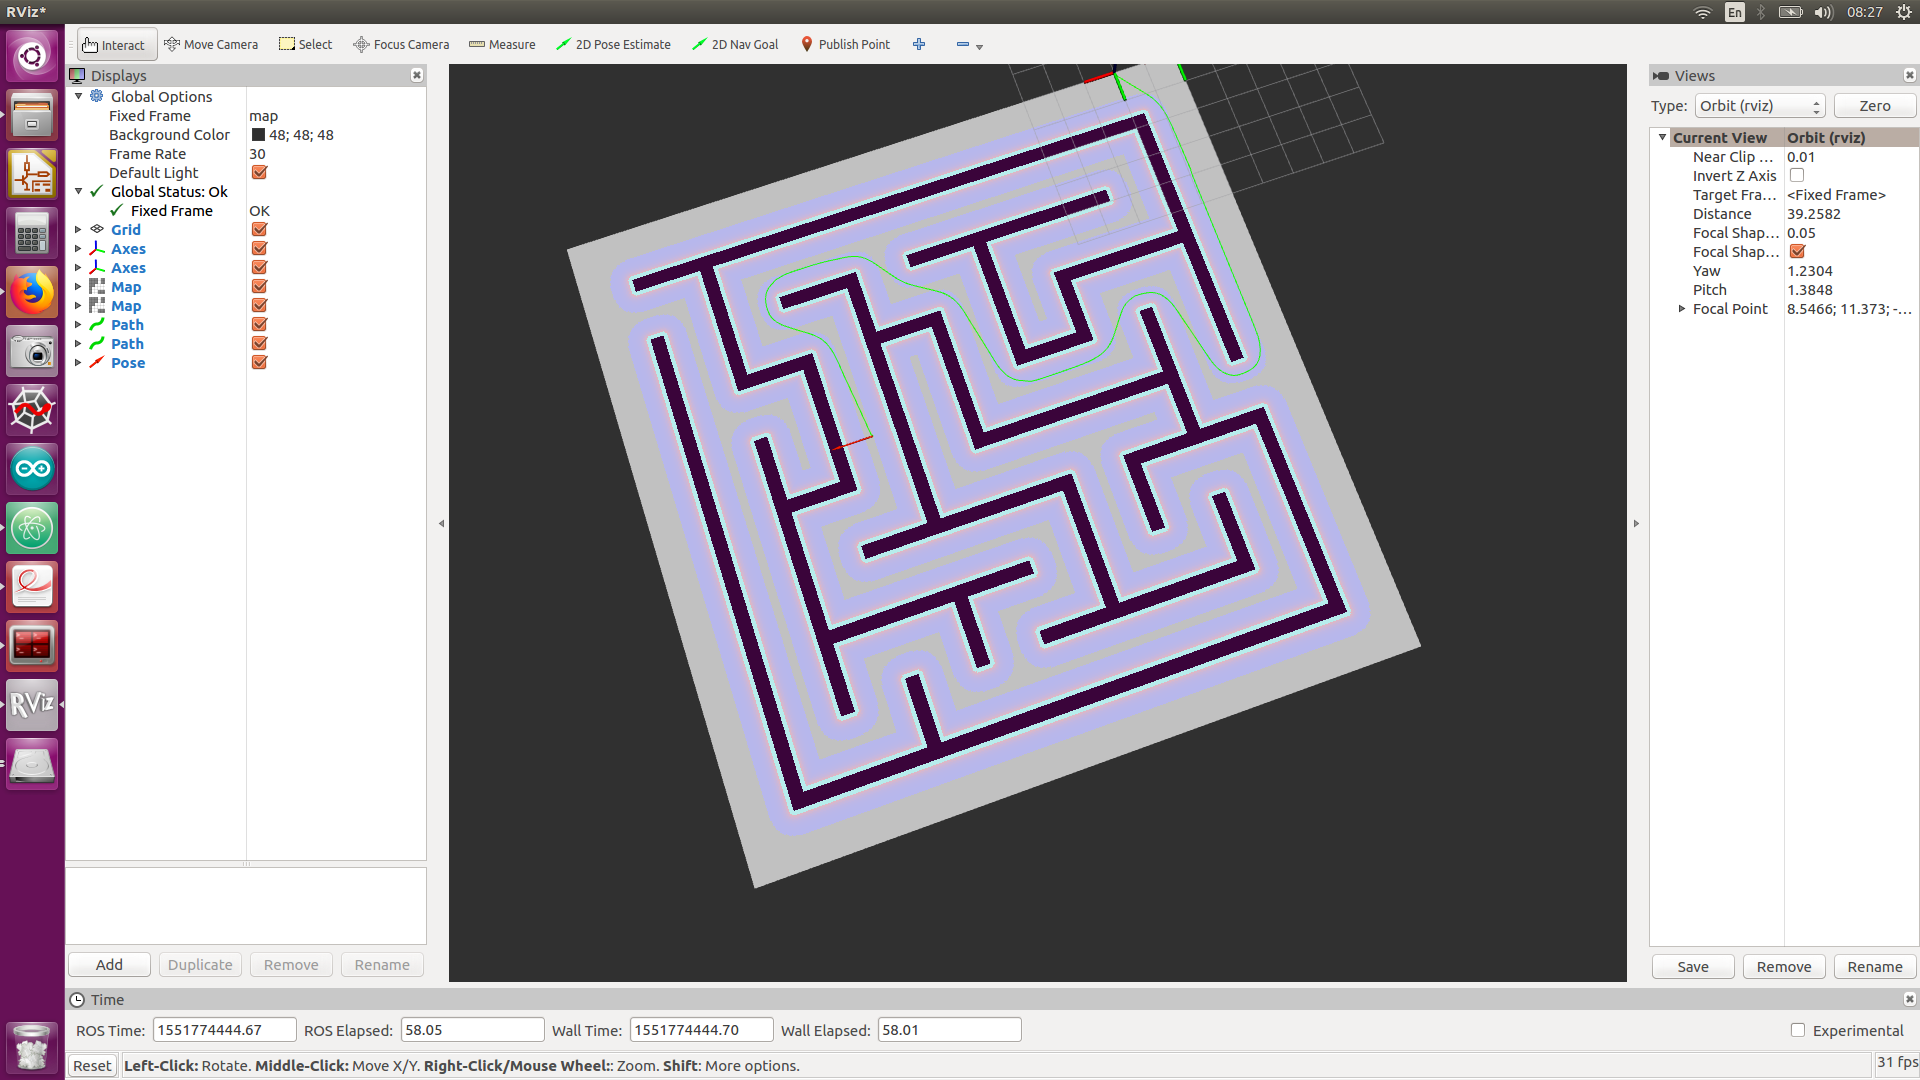 RViz*
En
08:27
Interact
Move Camera
Select
Focus Camera
Measure
2D Pose Estimate
2D Nav Goal
Publish Point
Displays
Global Options
Fixed Frame map
Background Color 48; 48; 48
Frame Rate 30
Default Light
Global Status: Ok
Fixed Frame OK
Grid
Axes
Axes
Map
Map
Path
Path
Pose
Add
Duplicate
Remove
Rename
Views
Type: Orbit (rviz) Zero
Current View Orbit (rviz)
Near Clip ... 0.01
Invert Z Axis
Target Fra... <Fixed Frame>
Distance 39.2582
Focal Shap... 0.05
Focal Shap...
Yaw 1.2304
Pitch 1.3848
Focal Point 8.5466; 11.373; -...
Save
Remove
Rename
RViz
Time
ROS Time: 1551774444.67 ROS Elapsed: 58.05 Wall Time: 1551774444.70 Wall Elapsed: 58.01 Experimental
Reset Left-Click: Rotate. Middle-Click: Move X/Y. Right-Click/Mouse Wheel:: Zoom. Shift: More options. 31 fps